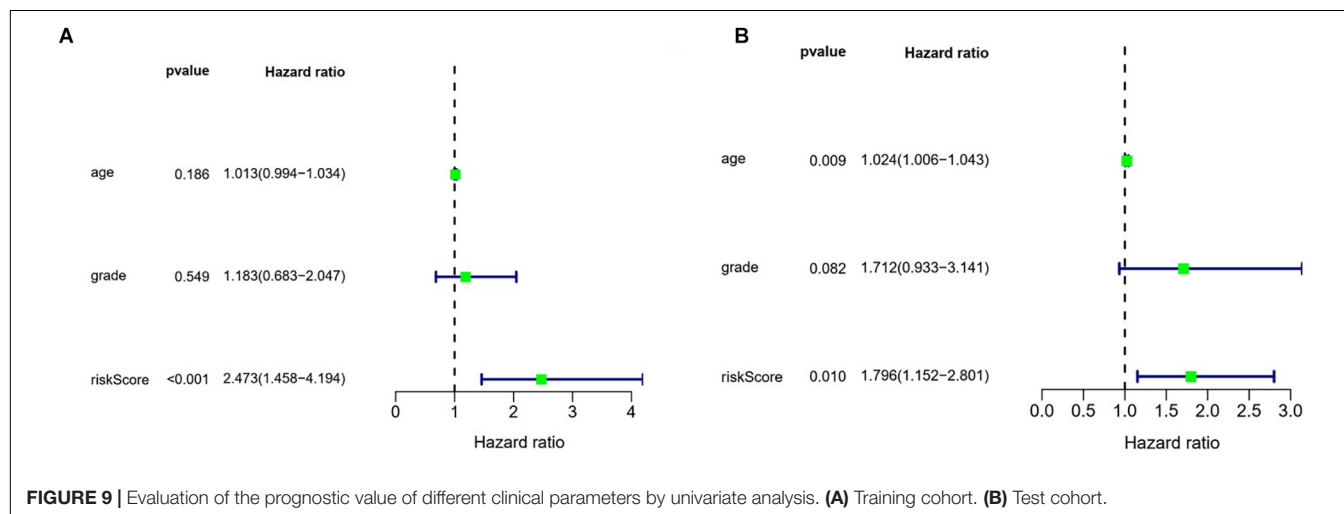 A
pvalue Hazard ratio
age 0.186 1.013(0.994−1.034)
grade 0.549 1.183(0.683−2.047)
riskScore <0.001 2.473(1.458−4.194)
0 1 2 3 4
Hazard ratio
B
pvalue Hazard ratio
age 0.009 1.024(1.006−1.043)
grade 0.082 1.712(0.933−3.141)
riskScore 0.010 1.796(1.152−2.801)
0.0 0.5 1.0 1.5 2.0 2.5 3.0
Hazard ratio
FIGURE 9 | Evaluation of the prognostic value of different clinical parameters by univariate analysis. (A) Training cohort. (B) Test cohort.